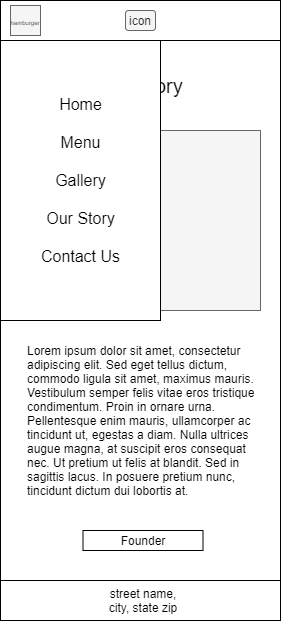 hamburger
icon
ory
Home
Menu
Gallery
Our Story
Contact Us
Lorem ipsum dolor sit amet, consectetur
adipiscing elit. Sed eget tellus dictum,
commodo ligula sit amet, maximus mauris.
Vestibulum semper felis vitae eros tristique
condimentum. Proin in ornare urna.
Pellentesque enim mauris, ullamcorper ac
tincidunt ut, egestas a diam. Nulla ultrices
augue magna, at suscipit eros consequat
nec. Ut pretium ut felis at blandit. Sed in
sagittis lacus. In posuere pretium nunc,
tincidunt dictum dui lobortis at.
Founder
street name,
city, state zip